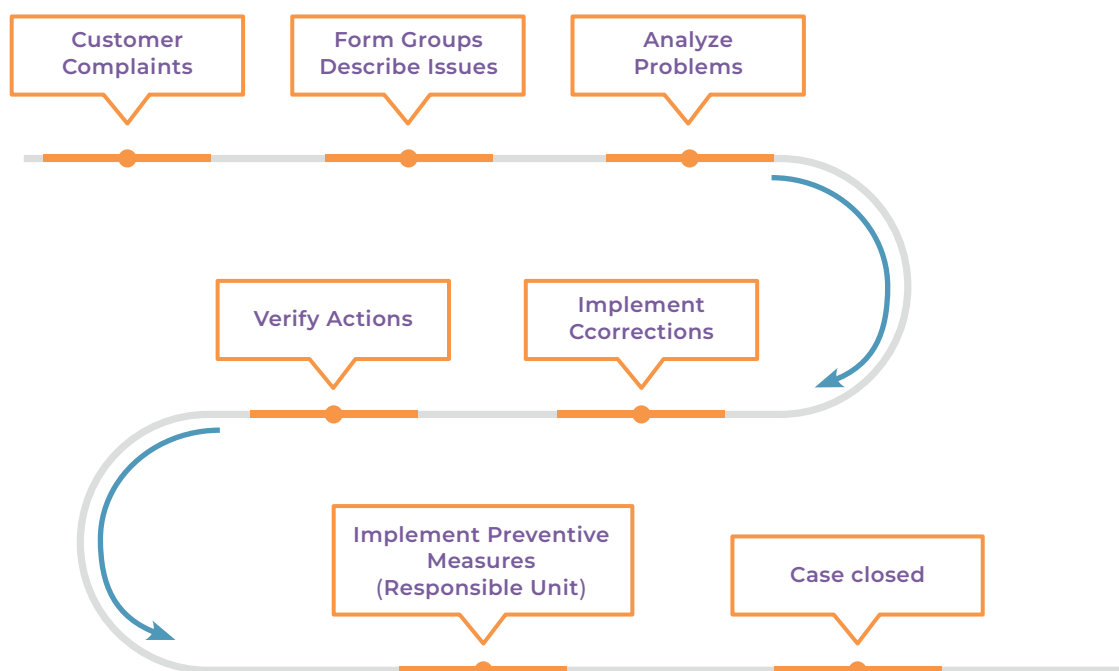 Customer
Complaints
Form Groups
Describe Issues
Analyze
Problems
Implement
Ccorrections
Verify Actions
Implement Preventive
Measures
(Responsible Unit)
Case closed